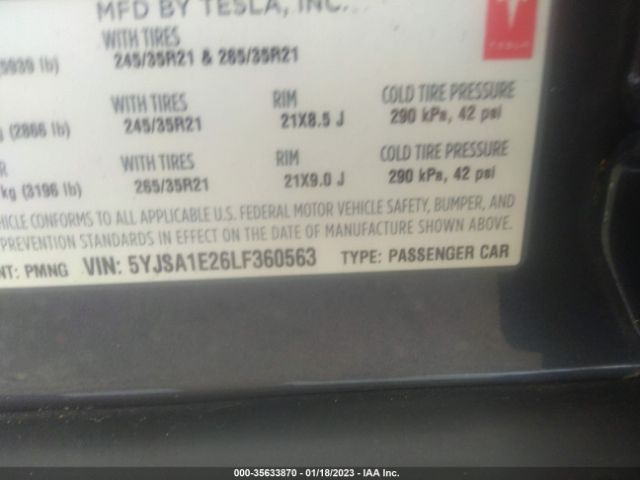 MFD BY TESLA, INC.
TESLA
WITH TIRES
(5939 lb) 245/35R21 & 265/35R21
WITH TIRES RIM COLD TIRE PRESSURE
(2866 lb) 245/35R21 21X8.5 J 290 kPa, 42 psi
R WITH TIRES RIM COLD TIRE PRESSURE
kg (3196 lb) 265/35R21 21X9.0 J 290 kPa, 42 psi
HICLE CONFORMS TO ALL APPLICABLE U.S. FEDERAL MOTOR VEHICLE SAFETY, BUMPER, AND
PREVENTION STANDARDS IN EFFECT ON THE DATE OF MANUFACTURE SHOWN ABOVE.
NT: PMNG VIN: 5YJSA1E26LF360563 TYPE: PASSENGER CAR
000-35633870 - 01/18/2023 - IAA Inc.